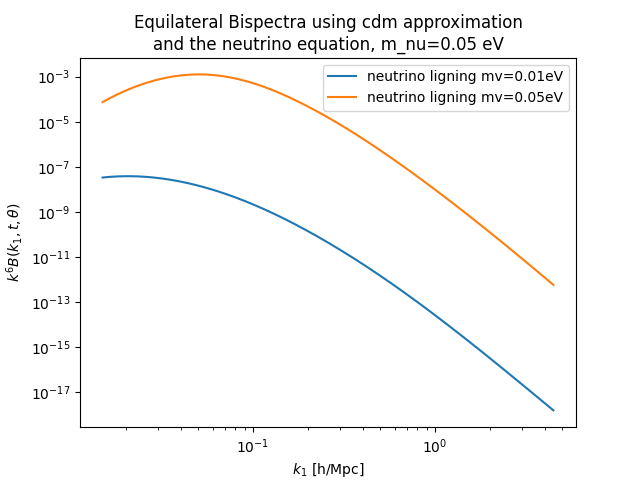 Equilateral Bispectra using cdm approximation
and the neutrino equation, m_nu=0.05 eV
neutrino ligning mv=0.01eV
neutrino ligning mv=0.05eV
10⁻³
10⁻⁵
10⁻⁷
10⁻⁹
10⁻¹¹
10⁻¹³
10⁻¹⁵
10⁻¹⁷
k⁶B(k₁, t, θ)
10⁻¹
10⁰
k₁ [h/Mpc]